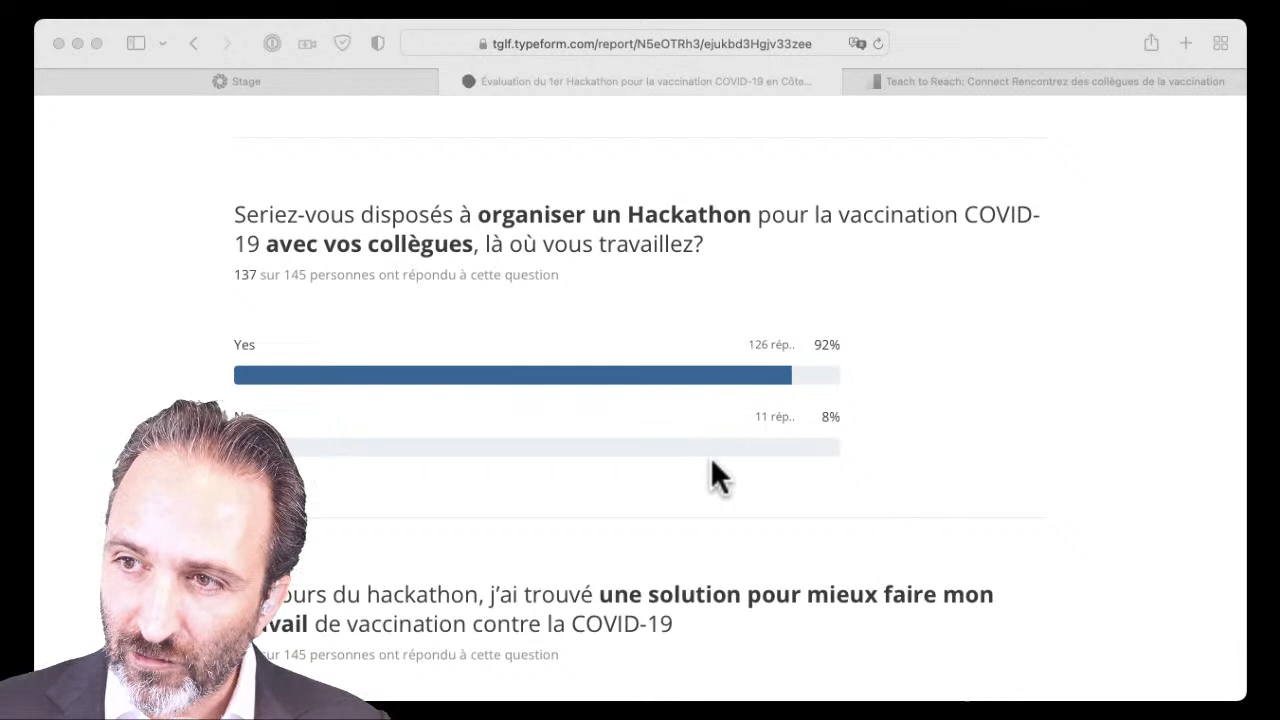 tglf.typeform.com/report/N5eOTRh3/ejukbd3Hgjv33zee
Stage
Évaluation du 1er Hackathon pour la vaccination COVID-19 en Côte...
Teach to Reach: Connect Rencontrez des collègues de la vaccination
Seriez-vous disposés à organiser un Hackathon pour la vaccination COVID-
19 avec vos collègues, là où vous travaillez?
137 sur 145 personnes ont répondu à cette question
Yes 126 rép.. 92%
11 rép.. 8%
du hackathon, j’ai trouvé une solution pour mieux faire mon
de vaccination contre la COVID-19
sur 145 personnes ont répondu à cette question